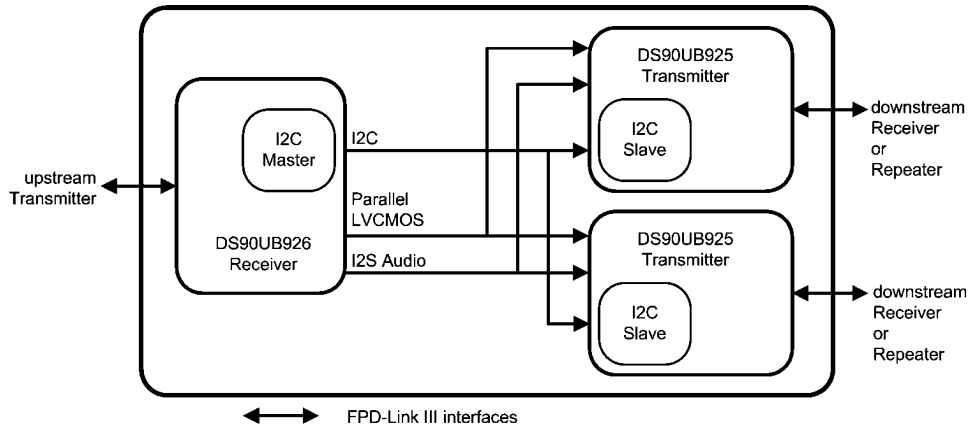 upstream
Transmitter
I2C
Master
DS90UB926
Receiver
I2C
Parallel
LVCMOS
I2S Audio
DS90UB925
Transmitter
I2C
Slave
downstream
Receiver
or
Repeater
DS90UB925
Transmitter
I2C
Slave
downstream
Receiver
or
Repeater
FPD-Link III interfaces